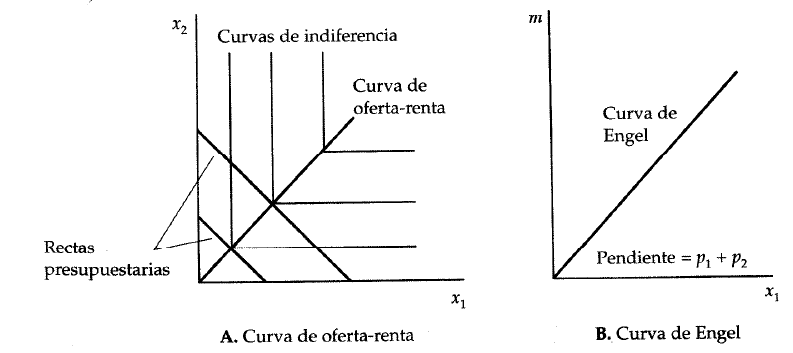 x₂
Curvas de indiferencia
Curva de
oferta-renta
Rectas
presupuestarias
x₁
A. Curva de oferta-renta
m
Curva de
Engel
Pendiente = p₁ + p₂
x₁
B. Curva de Engel